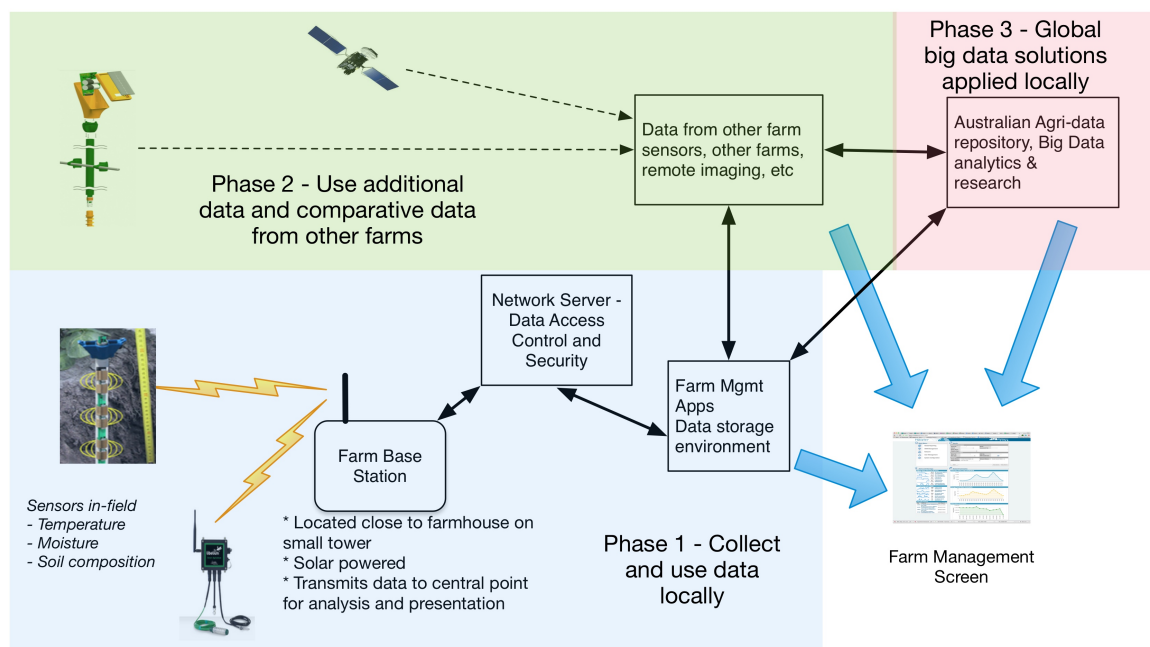 Phase 3 - Global
big data solutions
applied locally
Australian Agri-data
repository, Big Data
analytics &
research
Data from other farm
sensors, other farms,
remote imaging, etc
Phase 2 - Use additional
data and comparative data
from other farms
Network Server -
Data Access
Control and
Security
Farm Mgmt
Apps
Data storage
environment
Farm Base
Station
Sensors in-field
- Temperature
- Moisture
- Soil composition
* Located close to farmhouse on
small tower
* Solar powered
* Transmits data to central point
for analysis and presentation
Phase 1 - Collect
and use data
locally
Farm Management
Screen